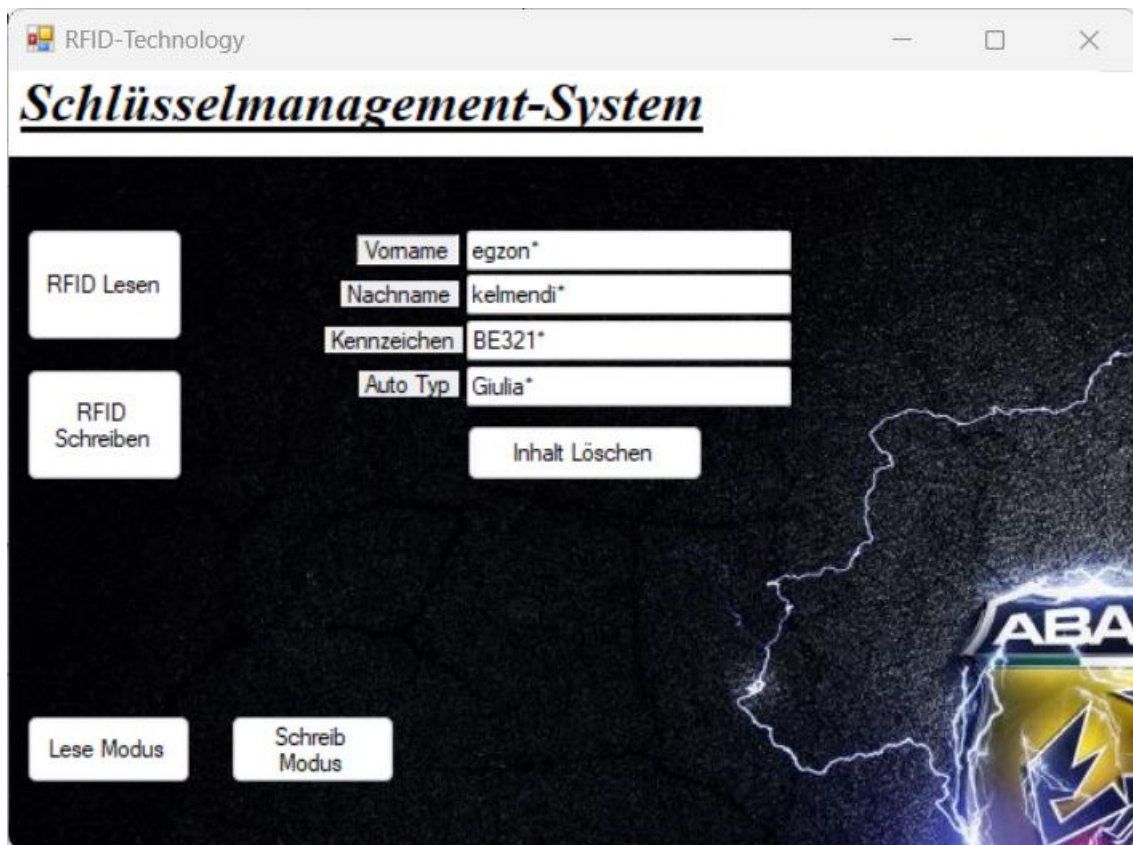 RFID-Technology
Schlüsselmanagement-System
RFID Lesen
Vorname egzon*
Nachname kelmendi*
Kennzeichen BE321*
Auto Typ Giulia*
RFID
Schreiben
Inhalt Löschen
Lese Modus
Schreib
Modus
ABA